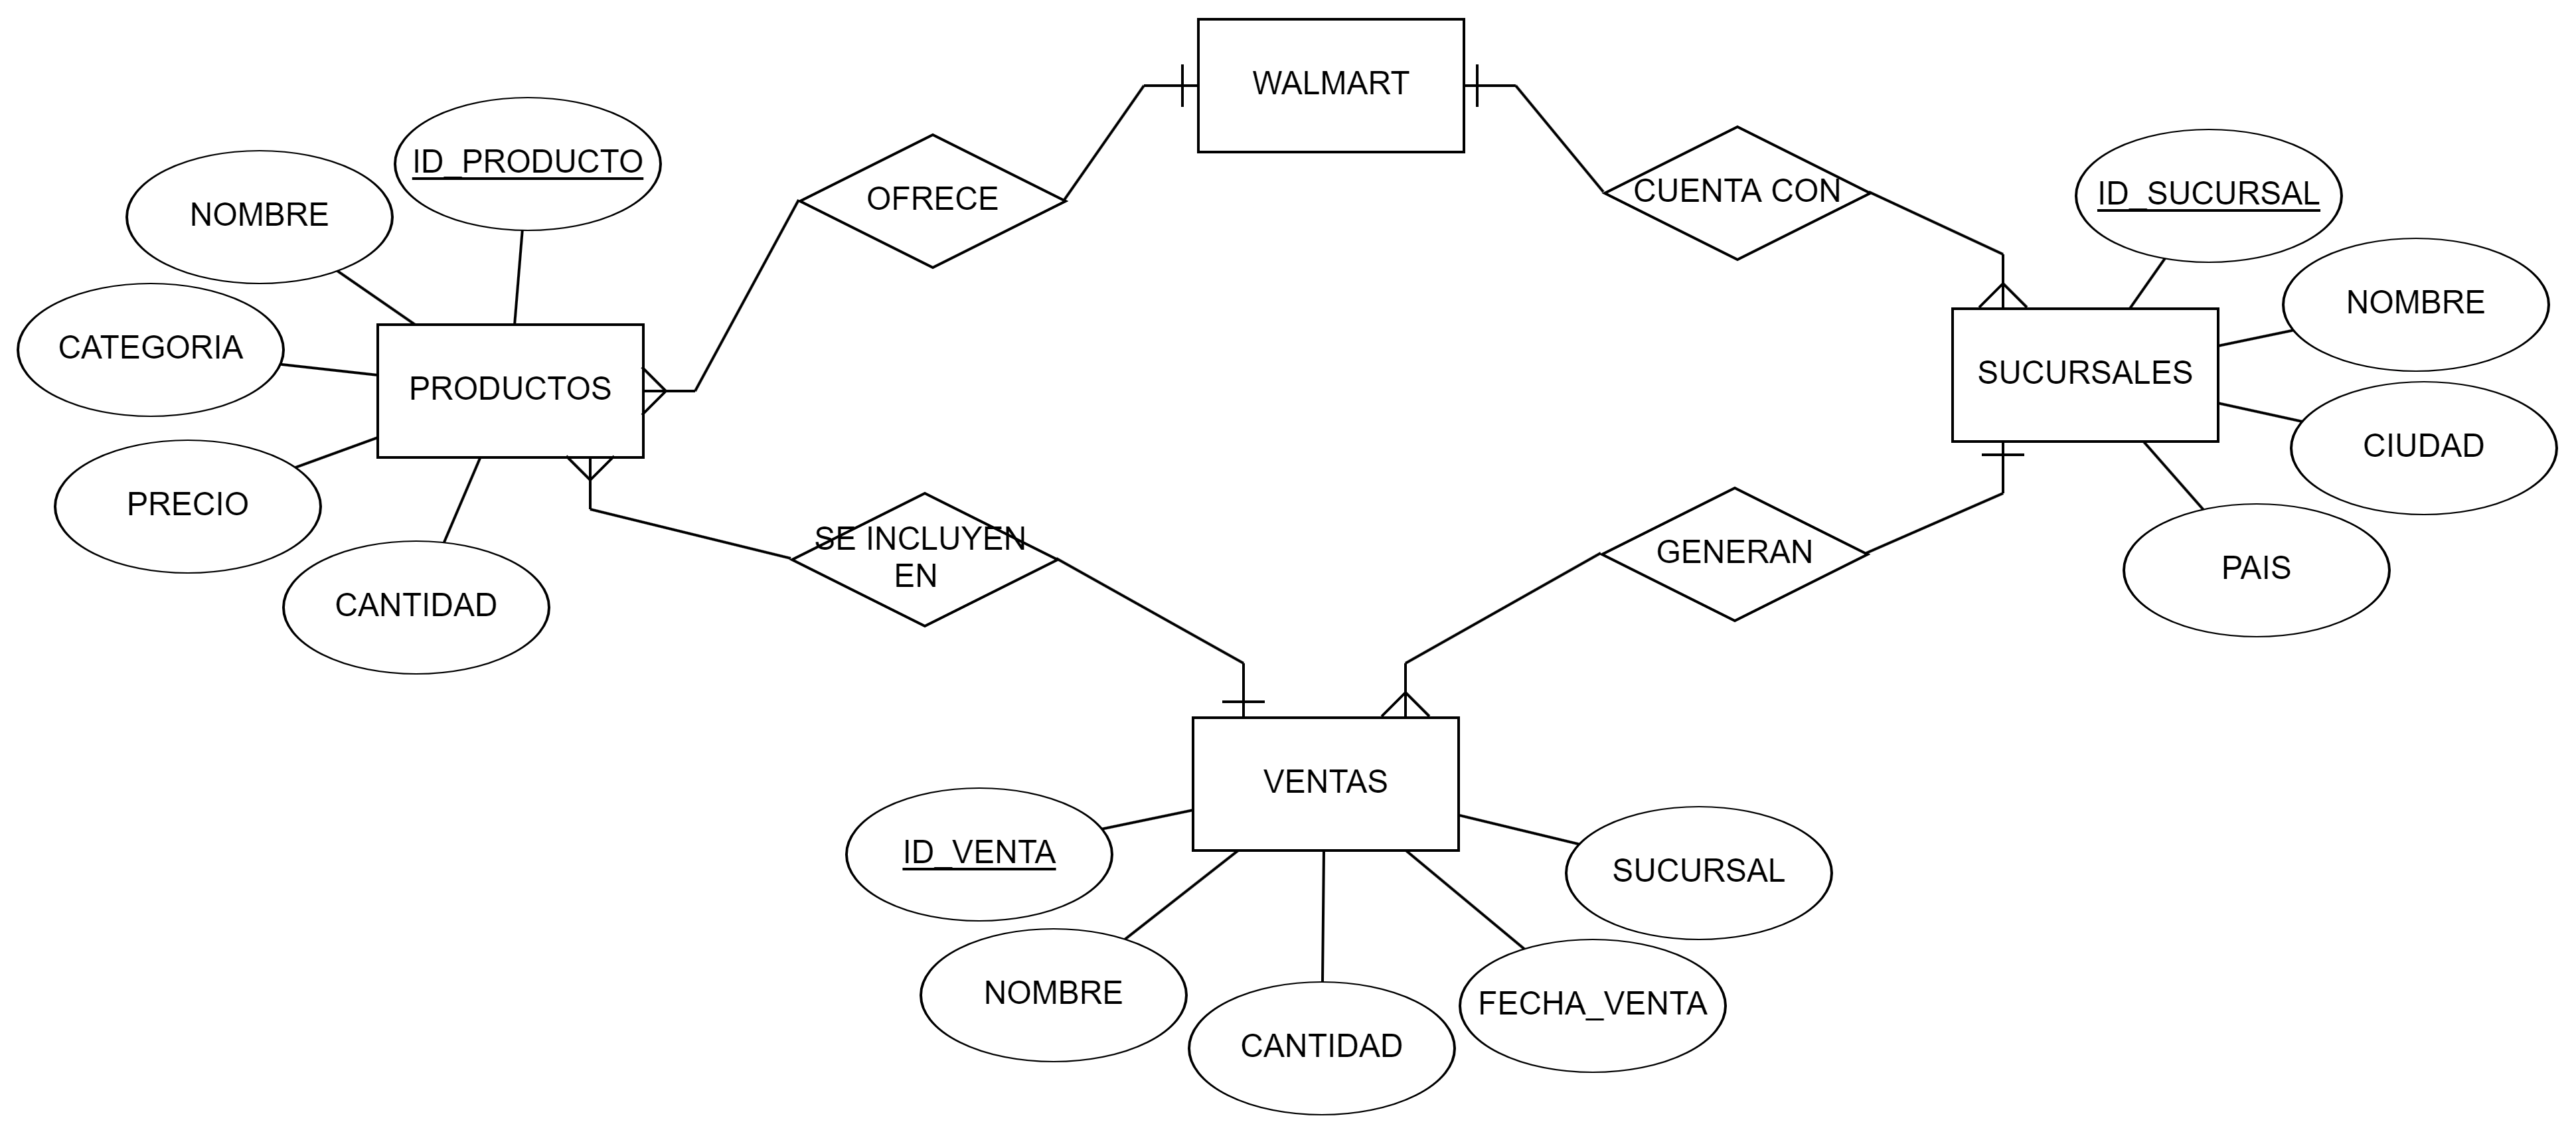 WALMART
OFRECE
CUENTA CON
ID_PRODUCTO
NOMBRE
CATEGORIA
PRECIO
CANTIDAD
PRODUCTOS
ID_SUCURSAL
NOMBRE
CIUDAD
PAIS
SUCURSALES
SE INCLUYEN
EN
GENERAN
VENTAS
ID_VENTA
NOMBRE
CANTIDAD
FECHA_VENTA
SUCURSAL